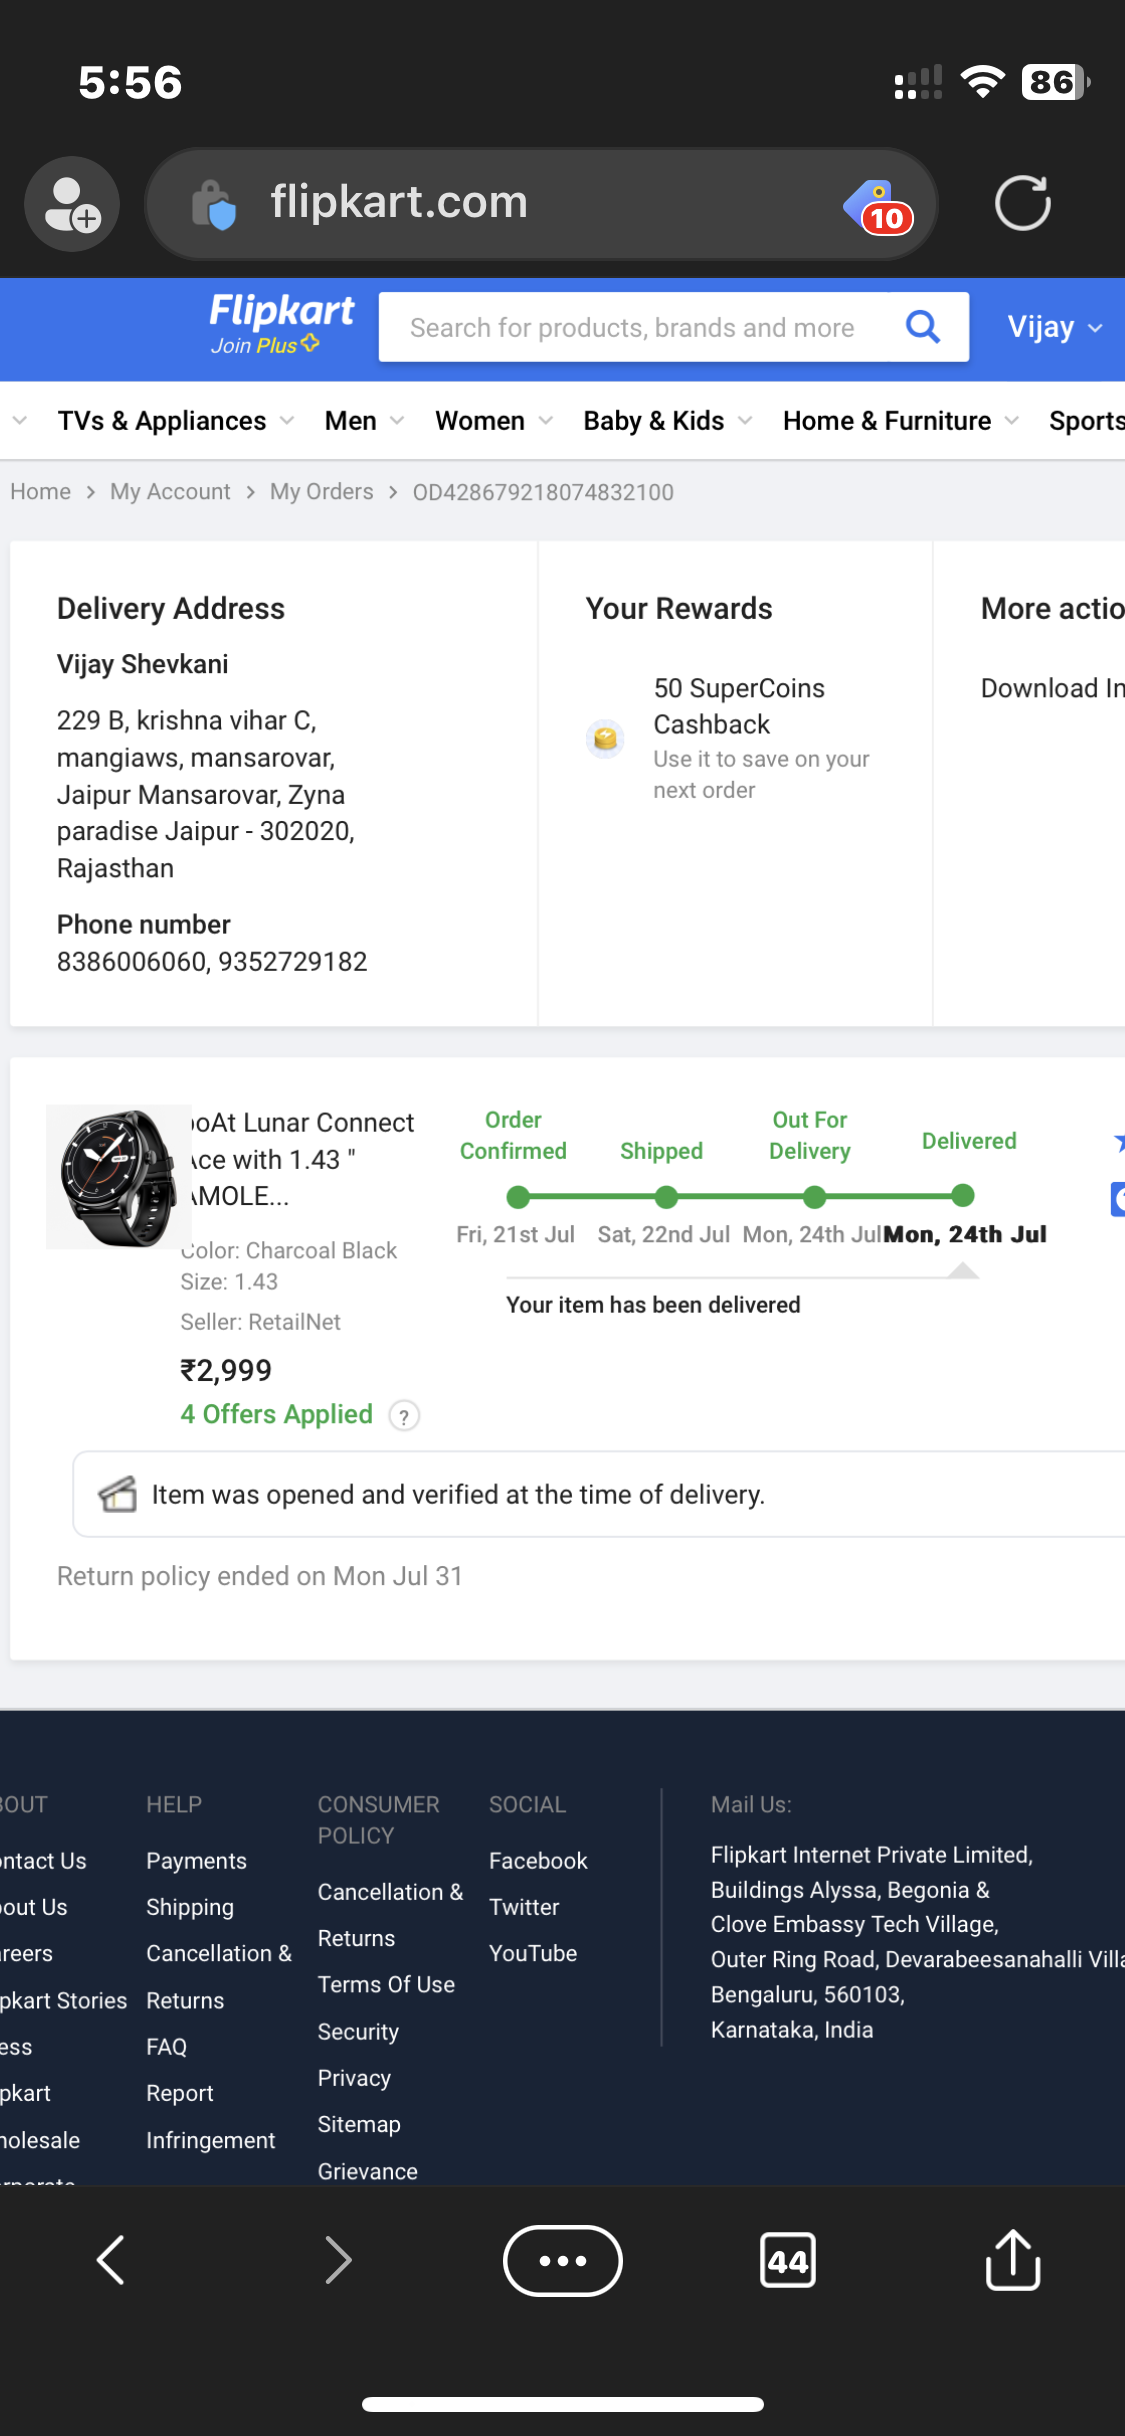 5:56
86
flipkart.com
10
Flipkart
Join Plus
Search for products, brands and more
Vijay
TVs & Appliances
Men
Women
Baby & Kids
Home & Furniture
Sports
Home > My Account > My Orders > OD428679218074832100
Delivery Address
Vijay Shevkani
229 B, krishna vihar C,
mangiaws, mansarovar,
Jaipur Mansarovar, Zyna
paradise Jaipur - 302020,
Rajasthan
Phone number
8386006060, 9352729182
Your Rewards
50 SuperCoins
Cashback
Use it to save on your
next order
More actio
Download In
boAt Lunar Connect
Ace with 1.43 "
AMOLE...
Color: Charcoal Black
Size: 1.43
Seller: RetailNet
₹2,999
4 Offers Applied ?
Order
Confirmed
Shipped
Out For
Delivery
Delivered
Fri, 21st Jul
Sat, 22nd Jul
Mon, 24th Jul
Mon, 24th Jul
Your item has been delivered
Item was opened and verified at the time of delivery.
Return policy ended on Mon Jul 31
BOUT
ontact Us
bout Us
areers
ipkart Stories
ess
ipkart
holesale
HELP
Payments
Shipping
Cancellation &
Returns
FAQ
Report
Infringement
CONSUMER
POLICY
Cancellation &
Returns
Terms Of Use
Security
Privacy
Sitemap
Grievance
SOCIAL
Facebook
Twitter
YouTube
Mail Us:
Flipkart Internet Private Limited,
Buildings Alyssa, Begonia &
Clove Embassy Tech Village,
Outer Ring Road, Devarabeesanahalli Villa
Bengaluru, 560103,
Karnataka, India
44